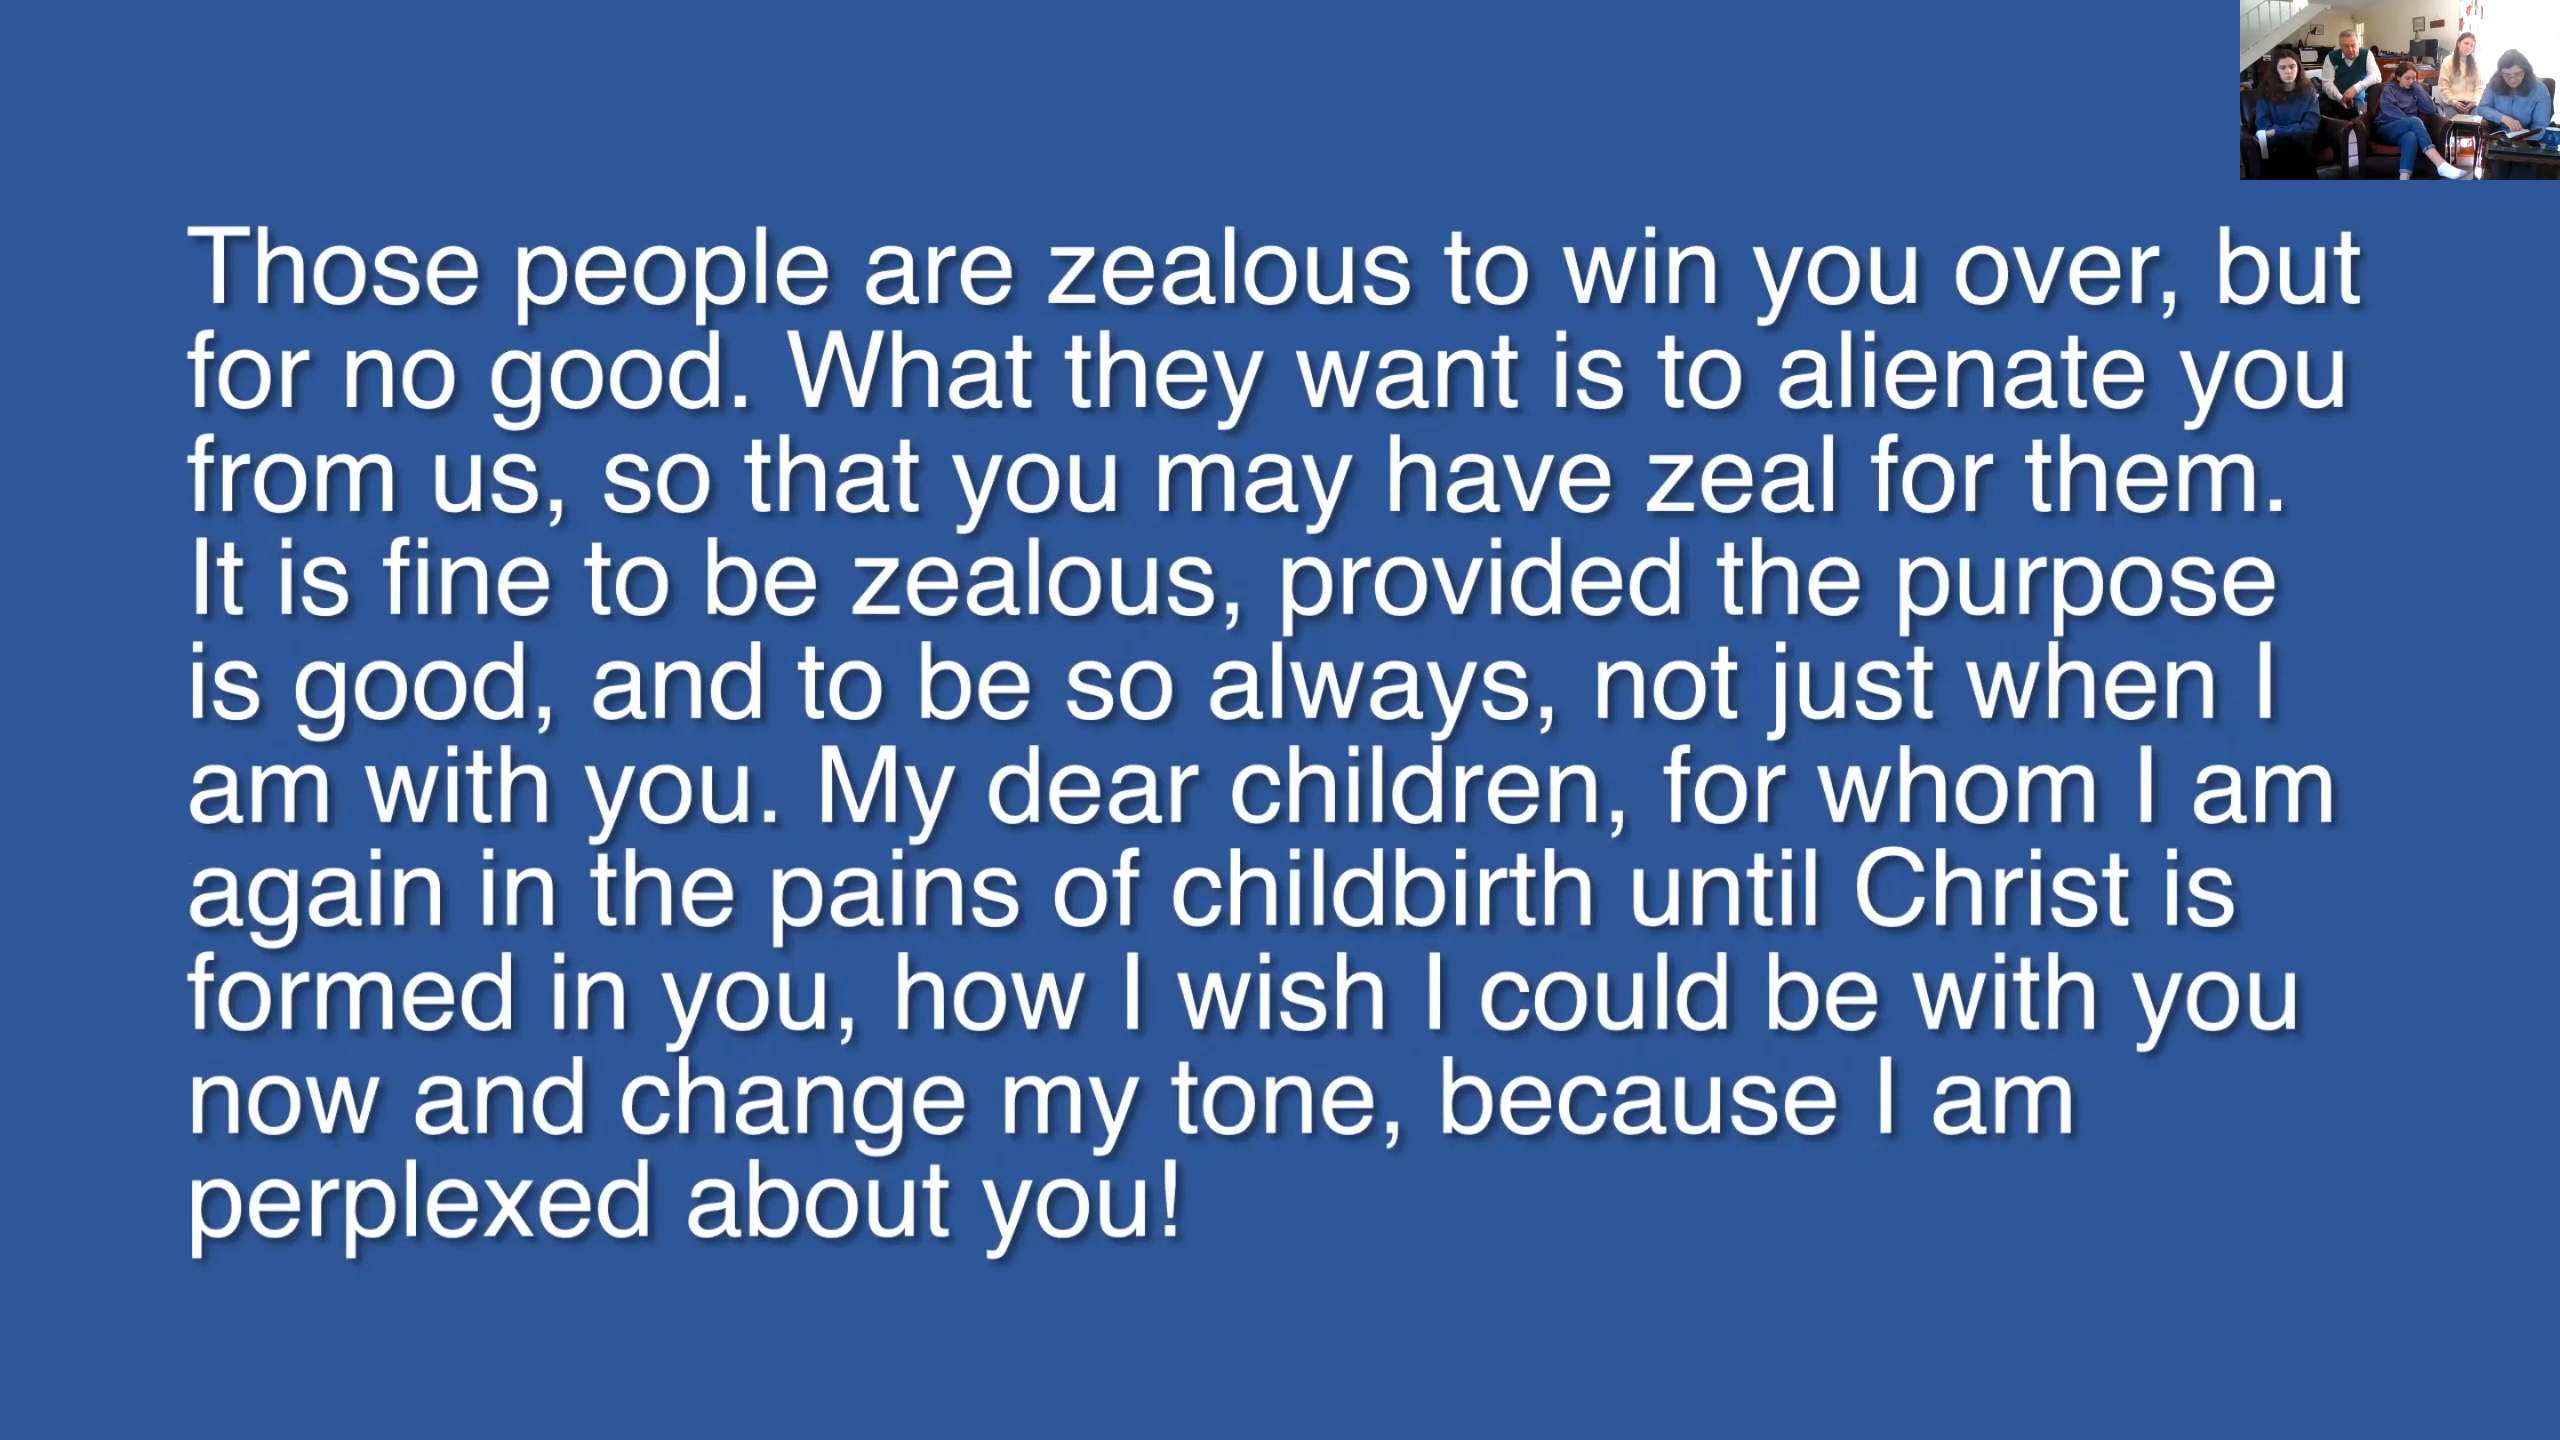 Those people are zealous to win you over, but
for no good. What they want is to alienate you
from us, so that you may have zeal for them.
It is fine to be zealous, provided the purpose
is good, and to be so always, not just when I
am with you. My dear children, for whom I am
again in the pains of childbirth until Christ is
formed in you, how I wish I could be with you
now and change my tone, because I am
perplexed about you!